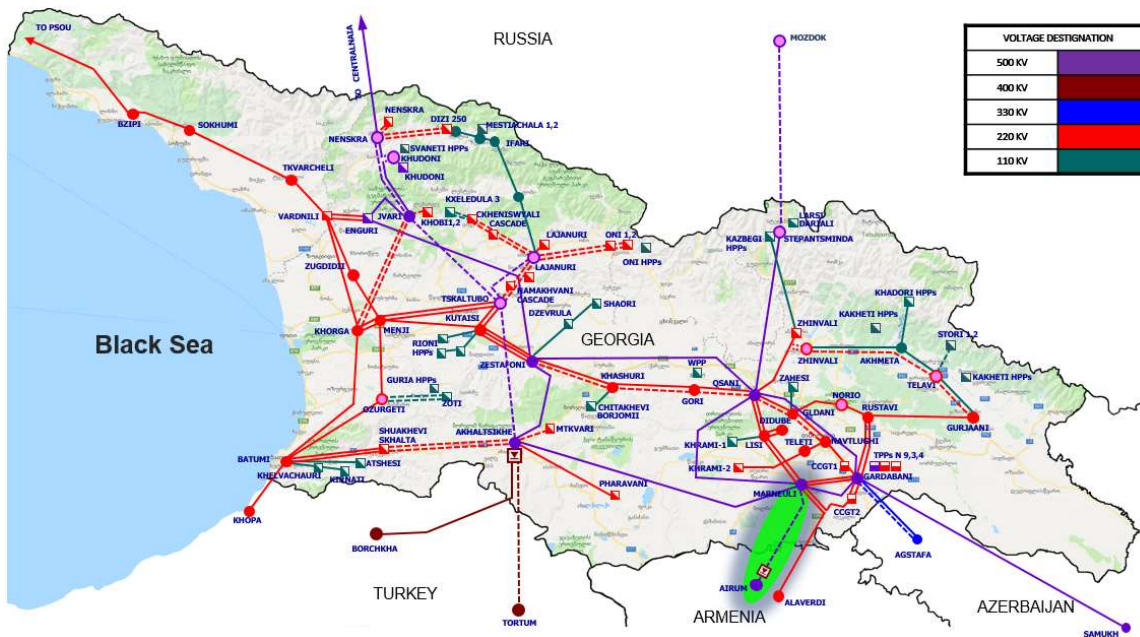 TO PSOU
RUSSIA
MOZDOK
VOLTAGE DESTIGNATION
500 KV
400 KV
330 KV
220 KV
110 KV
CENTRALNAIA
NENSKRA
DIZI 250
MESTIACHALA 1,2
BZIPI
SOKHUMI
NENSKRA
IFARI
SVANETI HPPs
KHUDONI
KHUDONI
TKVARCHELI
KXELEDULA 3
CKHENISWYALI
CASCADE
VARDNILI
JVARI
KHOBI1,2
ENGURI
LARSI
DARIALI
KAZBEGI
HPPs
STEPANTSMINDA
LAJANURI
ONI 1,2
ONI HPPs
ZUGDIDII
LAJANURI
NAMAKHVANI
CASCADE
TSKALTUBO
KUTAISI
DZEVRULA
SHAORI
KHADORI HPPs
KHORGA
MENJI
GEORGIA
ZHINVALI
KAKHETI HPPs
STORI 1,2
Black Sea
RIONI
HPPs
ZHINVALI
AKHMETA
ZESTAFONI
KHASHURI
WPP
QSANI
ZAHESI
TELAVI
KAKHETI HPPs
GURIA HPPs
ZOTI
OZURGETI
GORI
NORIO
CHITAKHEVI
BORJOMII
GLDANI
RUSTAVI
DIDUBE
GURJAANI
SHUAKHEVI
SKHALTA
AKHALTSIKHE
MTKVARI
KHRAMI-1
LISI
TELETI
NAVTLUGHI
BATUMI
ATSHESI
KHELVACHAURI
KIRNATI
KHRAMI-2
CCGT1
TPPs N 9,3,4
GARDABANI
PHARAVANI
MARNEULI
CCGT2
KHOPA
BORCHKHA
AGSTAFA
AIRUM
TURKEY
ALAVERDI
TORTUM
ARMENIA
AZERBAIJAN
SAMUKH